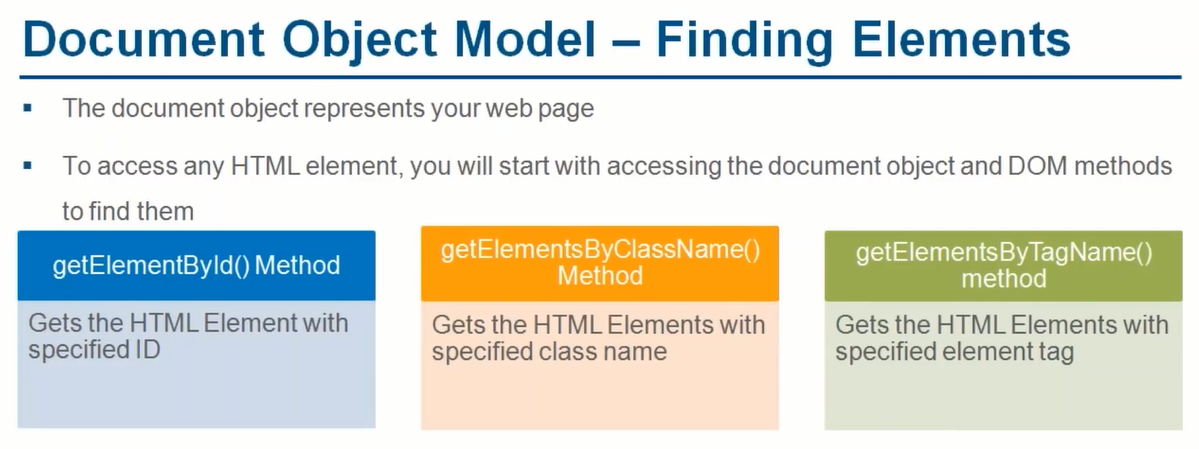 Document Object Model – Finding Elements
▪ The document object represents your web page
▪ To access any HTML element, you will start with accessing the document object and DOM methods
to find them
getElementById() Method
Gets the HTML Element with
specified ID
getElementsByClassName()
Method
Gets the HTML Elements with
specified class name
getElementsByTagName()
method
Gets the HTML Elements with
specified element tag